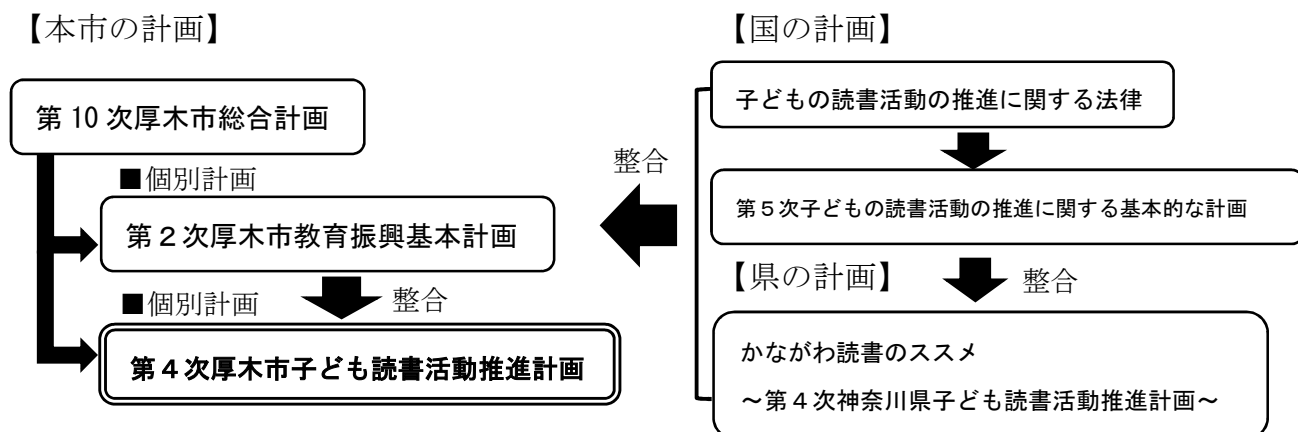 【本市の計画】
第10次厚木市総合計画
■個別計画
第2次厚木市教育振興基本計画
整合
■個別計画
第4次厚木市子ども読書活動推進計画
整合
【国の計画】
子どもの読書活動の推進に関する法律
第5次子どもの読書活動の推進に関する基本的な計画
【県の計画】
整合
かながわ読書のススメ
～第4次神奈川県子ども読書活動推進計画～